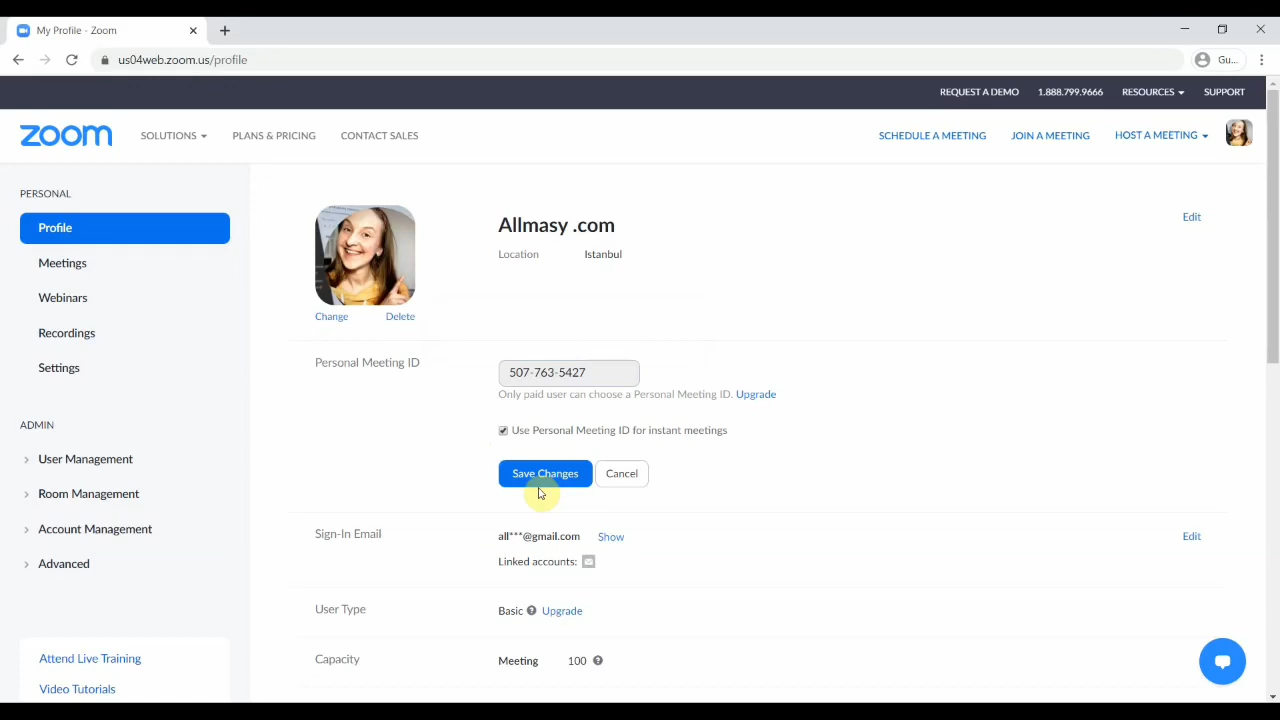 My Profile - Zoom
us04web.zoom.us/profile
Gu...
REQUEST A DEMO 1.888.799.9666 RESOURCES SUPPORT
zoom SOLUTIONS PLANS & PRICING CONTACT SALES SCHEDULE A MEETING JOIN A MEETING HOST A MEETING
PERSONAL
Profile
Meetings
Webinars
Recordings
Settings
ADMIN
User Management
Room Management
Account Management
Advanced
Attend Live Training
Video Tutorials
Allmasy .com
Edit
Location Istanbul
Change Delete
Personal Meeting ID
507-763-5427
Only paid user can choose a Personal Meeting ID. Upgrade
Use Personal Meeting ID for instant meetings
Save Changes Cancel
Sign-In Email all***@gmail.com Show Edit
Linked accounts:
User Type Basic Upgrade
Capacity Meeting 100